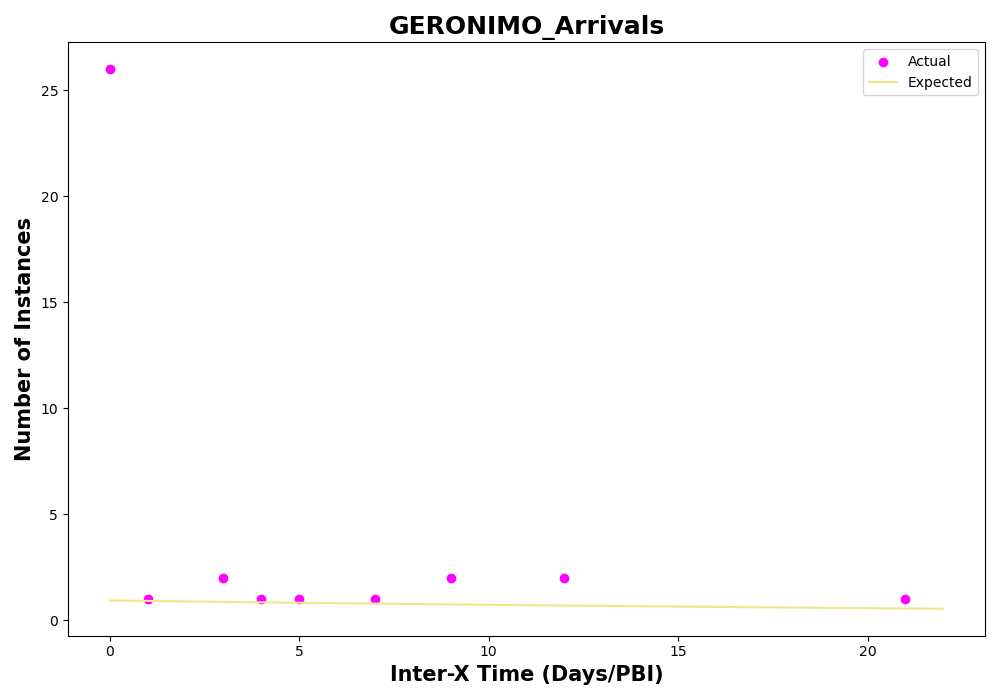 GERONIMO_Arrivals
Actual
Expected
Number of Instances
25
20
15
10
5
0
0 5 10 15 20
Inter-X Time (Days/PBI)